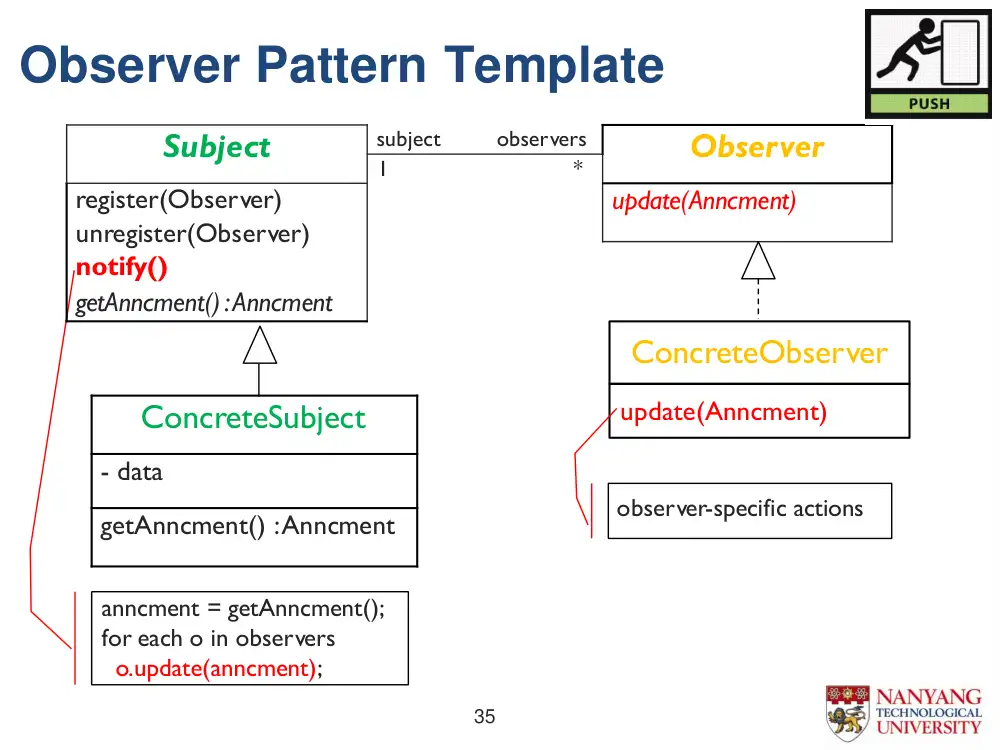 Observer Pattern Template
PUSH
Subject
subject
observers
1
*
Observer
register(Observer)
unregister(Observer)
notify()
getAnncment() : Anncment
update(Anncment)
ConcreteSubject
- data
getAnncment() : Anncment
ConcreteObserver
update(Anncment)
observer-specific actions
anncment = getAnncment();
for each o in observers
o.update(anncment);
35
NANYANG
TECHNOLOGICAL
UNIVERSITY